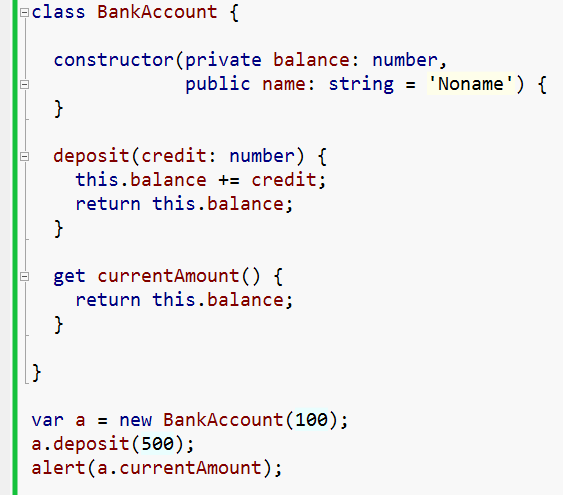 class BankAccount {
constructor(private balance: number,
public name: string = 'Noname') {
}
deposit(credit: number) {
this.balance += credit;
return this.balance;
}
get currentAmount() {
return this.balance;
}
}
var a = new BankAccount(100);
a.deposit(500);
alert(a.currentAmount);